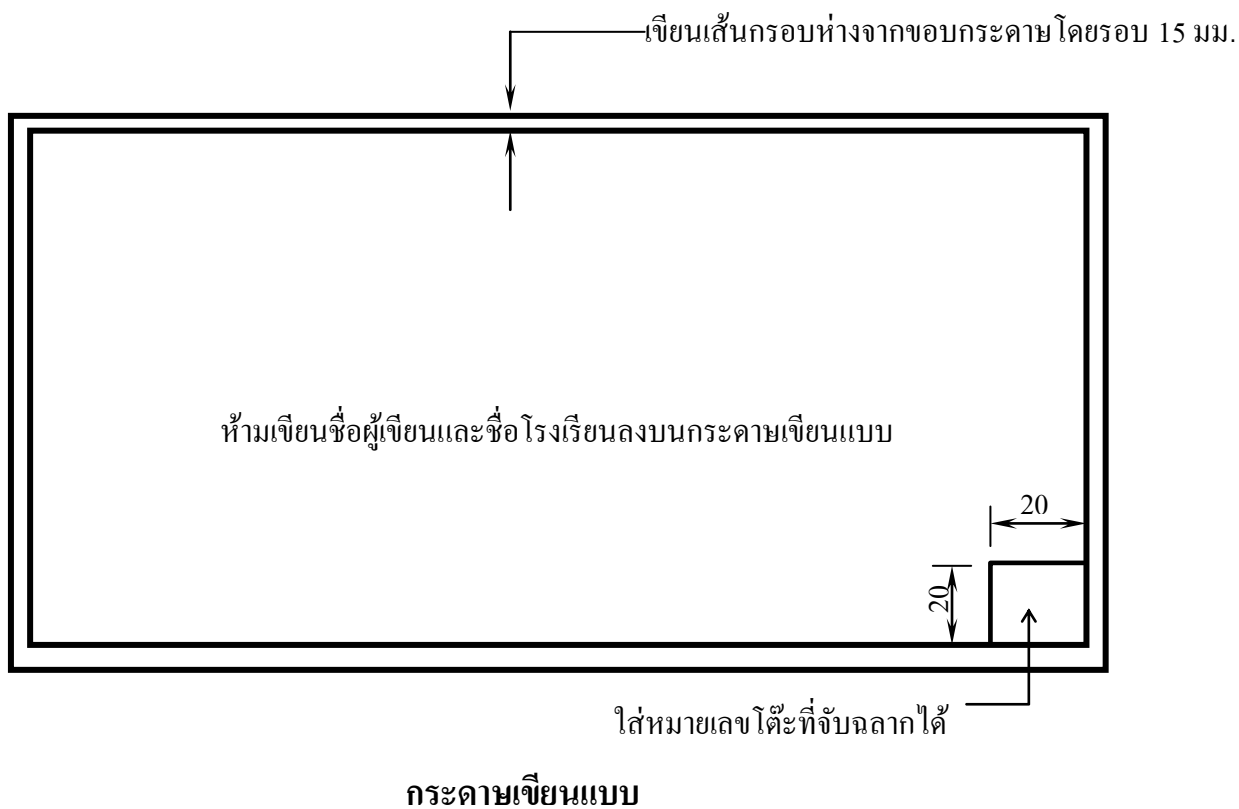 เขียนเส้นกรอบห่างจากขอบกระดาษโดยรอบ 15 มม.
ห้ามเขียนชื่อผู้เขียนและชื่อโรงเรียนลงบนกระดาษเขียนแบบ
20
20
ใส่หมายเลขโต๊ะที่จับฉลากได้
กระดาษเขียนแบบ